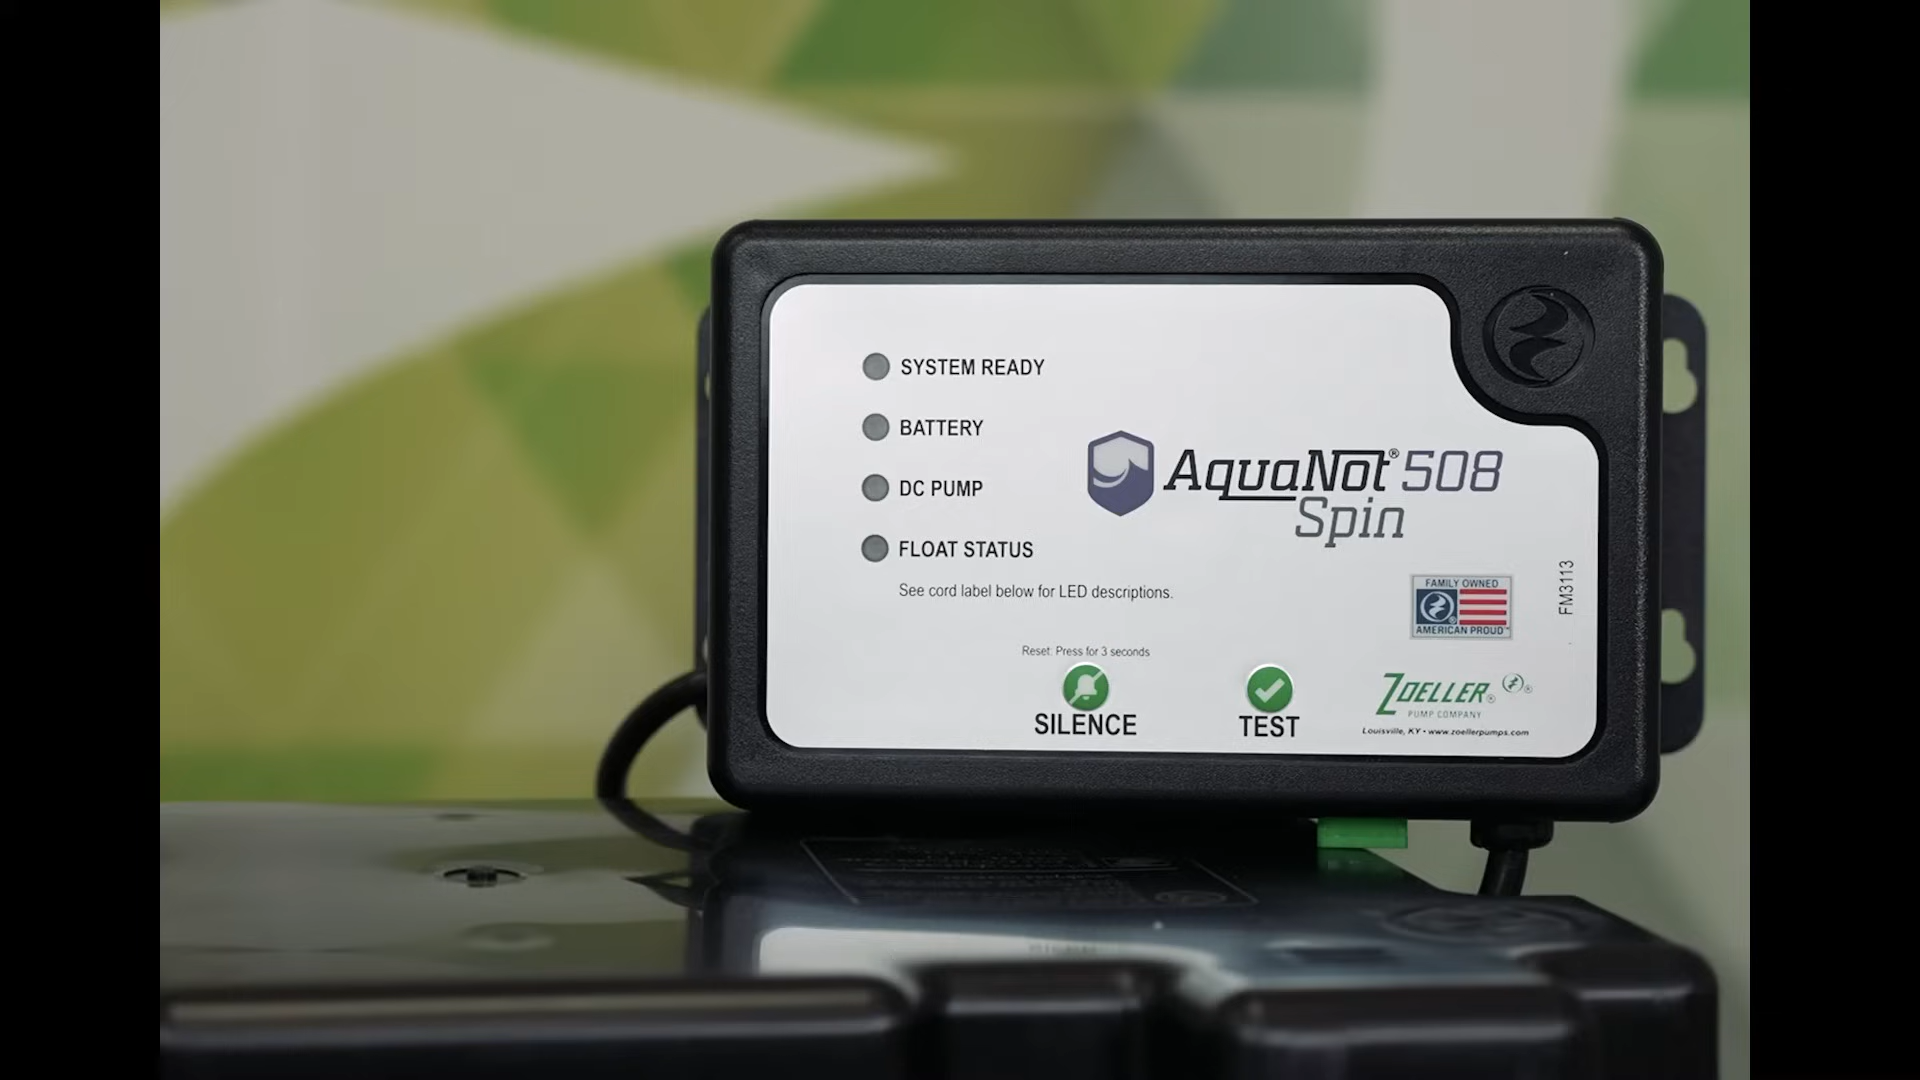 SYSTEM READY
BATTERY
DC PUMP
FLOAT STATUS
See cord label below for LED descriptions.
AquaNot® 508
Spin
FAMILY OWNED
AMERICAN PROUD™
FM3113
Reset: Press for 3 seconds
SILENCE
TEST
ZOELLER®
PUMP COMPANY
Louisville, KY • www.zoellerpumps.com